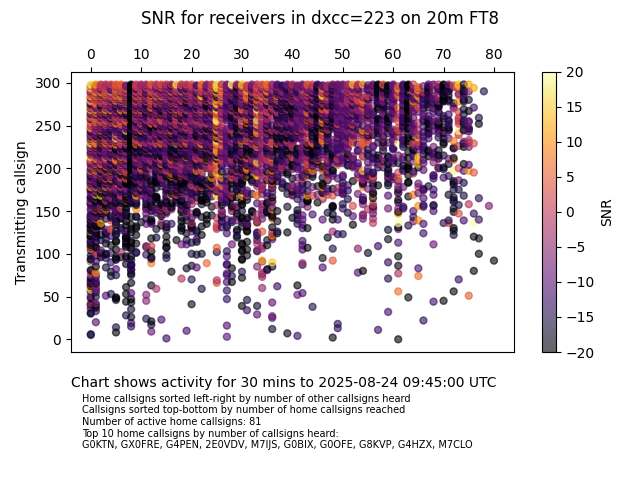 SNR for receivers in dxcc=223 on 20m FT8
0 10 20 30 40 50 60 70 80
300
250
200
150
100
50
0
Transmitting callsign
20
15
10
5
0
−5
−10
−15
−20
SNR
Chart shows activity for 30 mins to 2025-08-24 09:45:00 UTC
Home callsigns sorted left-right by number of other callsigns heard
Callsigns sorted top-bottom by number of home callsigns reached
Number of active home callsigns: 81
Top 10 home callsigns by number of callsigns heard:
G0KTN, GX0FRE, G4PEN, 2E0VDV, M7IJS, G0BIX, G0OFE, G8KVP, G4HZX, M7CLO